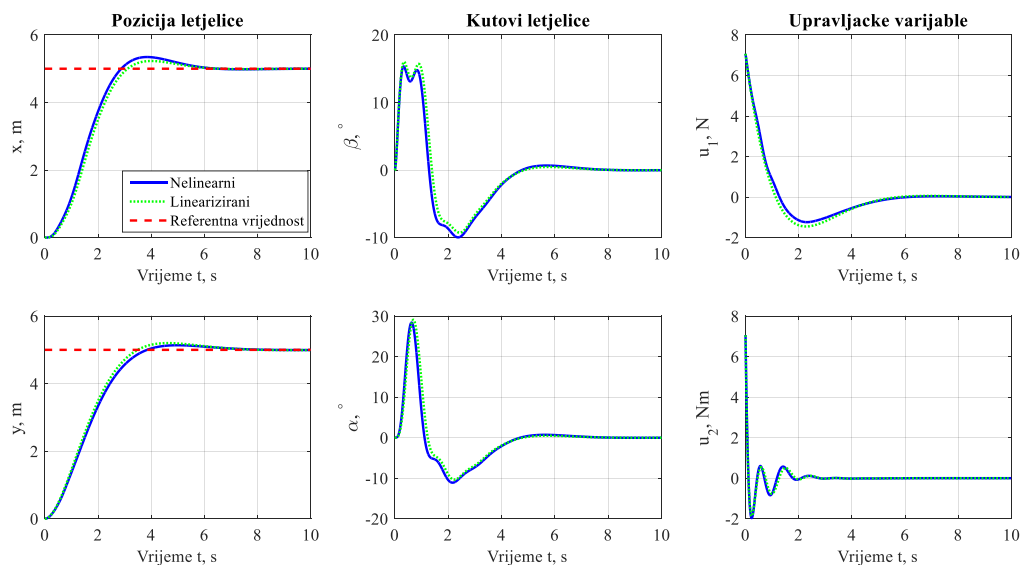 Pozicija letjelice
Kutovi letjelice
Upravljacke varijable
6
4
2
0
x, m
0 2 4 6 8 10
Vrijeme t, s
Nelinearni
Linearizirani
Referentna vrijednost
20
10
0
-10
β, °
0 2 4 6 8 10
Vrijeme t, s
8
6
4
2
0
-2
u₁, N
0 2 4 6 8 10
Vrijeme t, s
6
4
2
0
y, m
0 2 4 6 8 10
Vrijeme t, s
30
20
10
0
-10
-20
α, °
0 2 4 6 8 10
Vrijeme t, s
8
6
4
2
0
-2
u₂, Nm
0 2 4 6 8 10
Vrijeme t, s